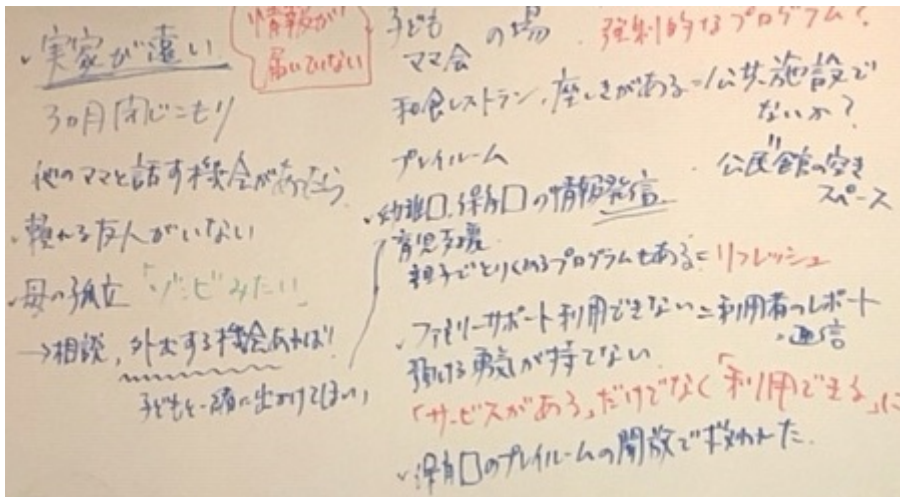 ・実家が遠い
情報が
届いていない
3ヵ月閉じこもり
他のママと話す機会があったら
・頼れる友人がいない
・母の孤立 「ゾンビみたい」
→相談、外出する機会あれば!
子どもと一緒に出かけてほしい
子ども
ママ会 の場
強制的なプログラム?
和食レストラン、座しきがある=公共施設で
ないか?
"
公民館の空き
スペース
プレイルーム
・幼稚口、保育口の情報発信
育児支援
親子でとりくめるプログラムもある=リフレッシュ
・ファミリーサポート利用できない=利用者のレポート
・通信
預ける勇気が持てない
「サービスがある」だけでなく「利用できる」に
・保育口のプレイルームの開放で救われた。